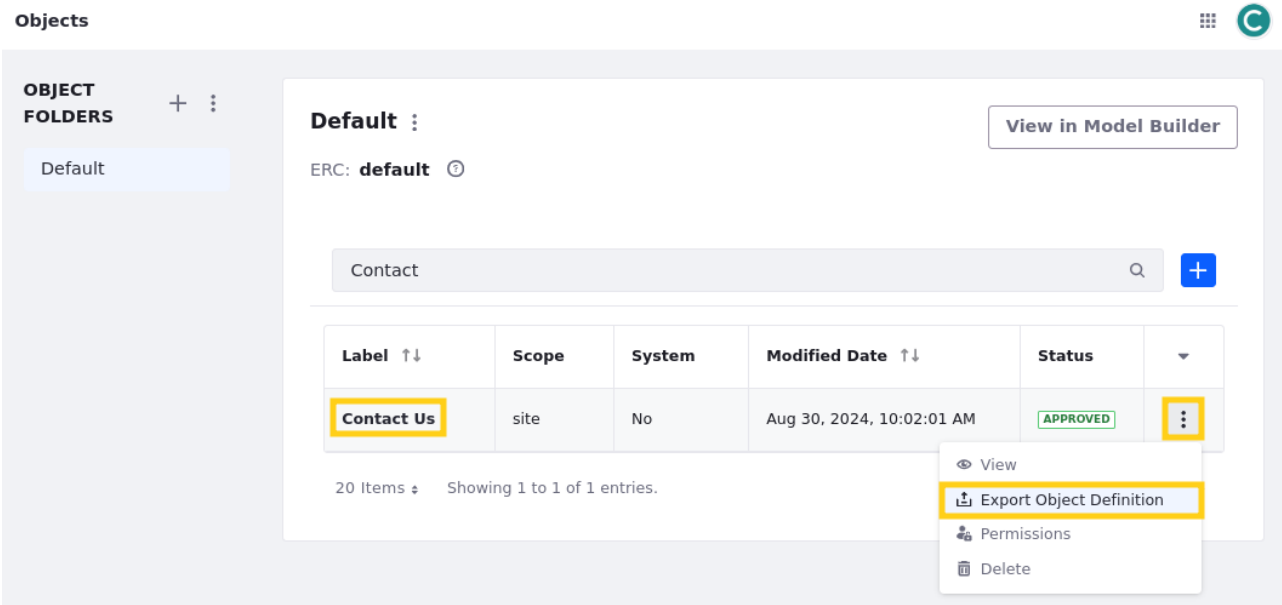 Objects
C
OBJECT
FOLDERS
Default
Default
View in Model Builder
ERC: default
Contact
Label Scope System Modified Date Status
Contact Us site No Aug 30, 2024, 10:02:01 AM APPROVED
View
20 Items Showing 1 to 1 of 1 entries.
Export Object Definition
Permissions
Delete